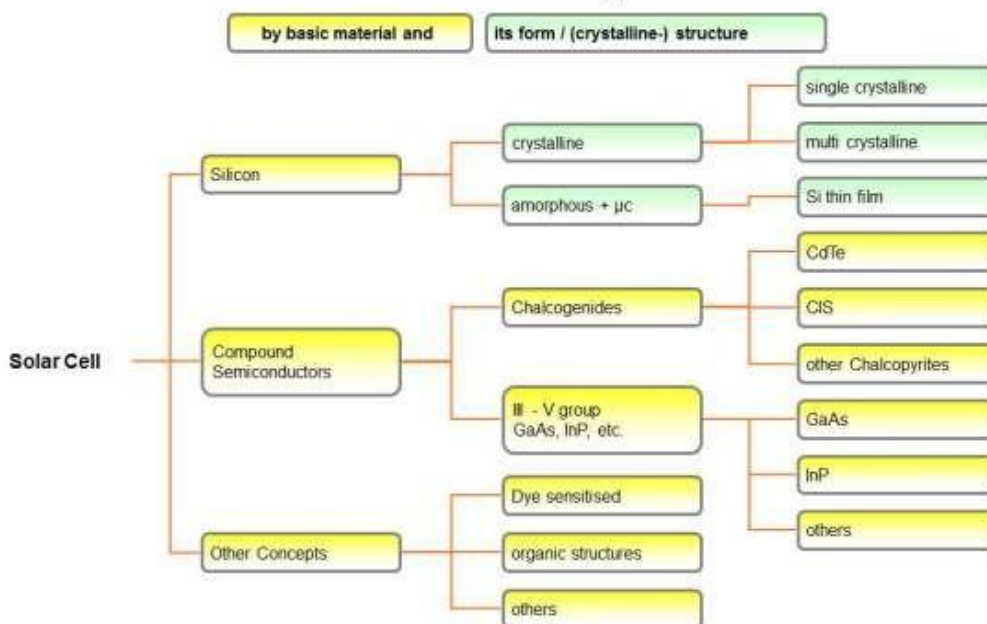 by basic material and
its form / (crystalline-) structure
Solar Cell
Silicon
crystalline
single crystalline
multi crystalline
amorphous + µc
Si thin film
Compound
Semiconductors
Chalcogenides
CdTe
CIS
other Chalcopyrites
III - V group
GaAs, InP, etc.
GaAs
InP
others
Other Concepts
Dye sensitised
organic structures
others